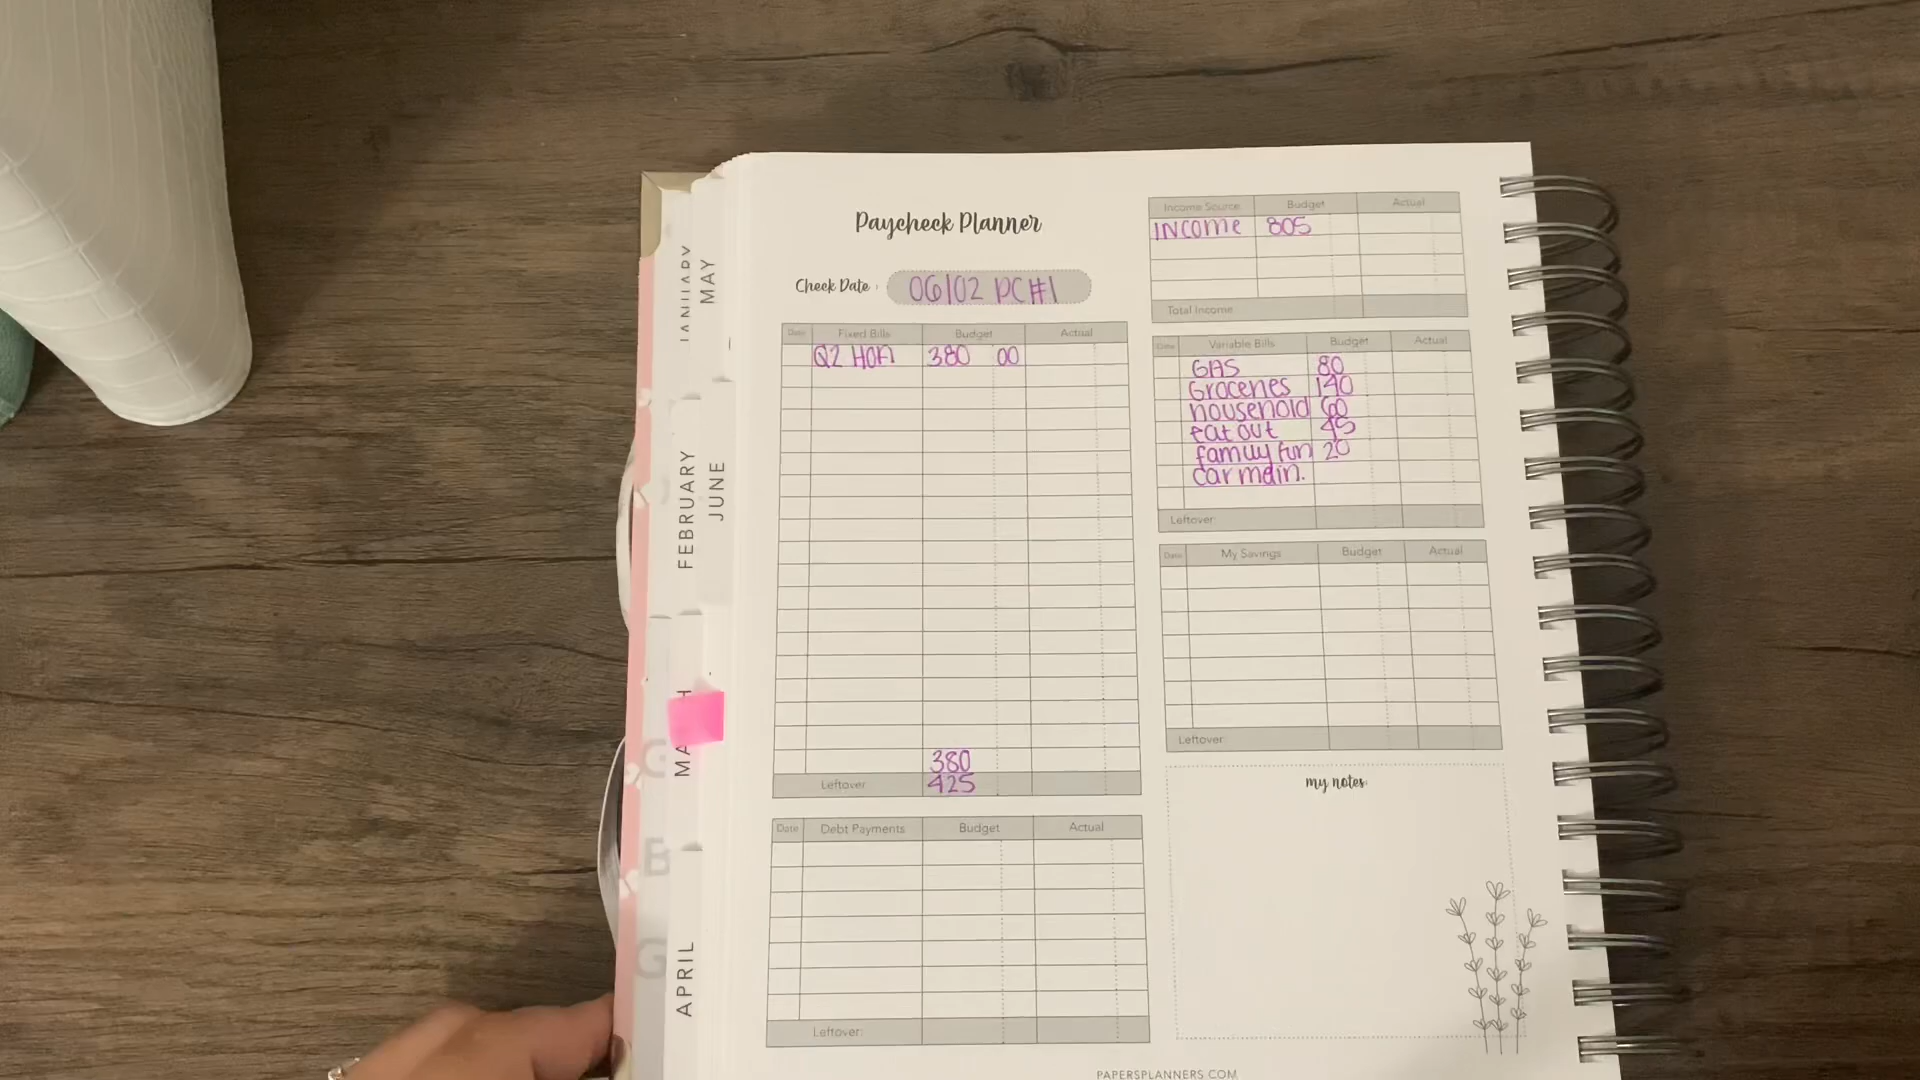 Paycheck Planner
Check Date : 06/02 PC#1
Date Fixed Bills Budget Actual
Q2 HOA 380 00
380
Leftover 425
Date Debt Payments Budget Actual
Leftover:
Income Source Budget Actual
INCOME 805
Total Income
Date Variable Bills Budget Actual
GAS 80
Groceries 140
household 60
eat out 45
family fun 20
car main.
Leftover:
Date My Savings Budget Actual
Leftover:
my notes:
PAPERSPLANNERS.COM
JANUARY
MAY
FEBRUARY
JUNE
APRIL